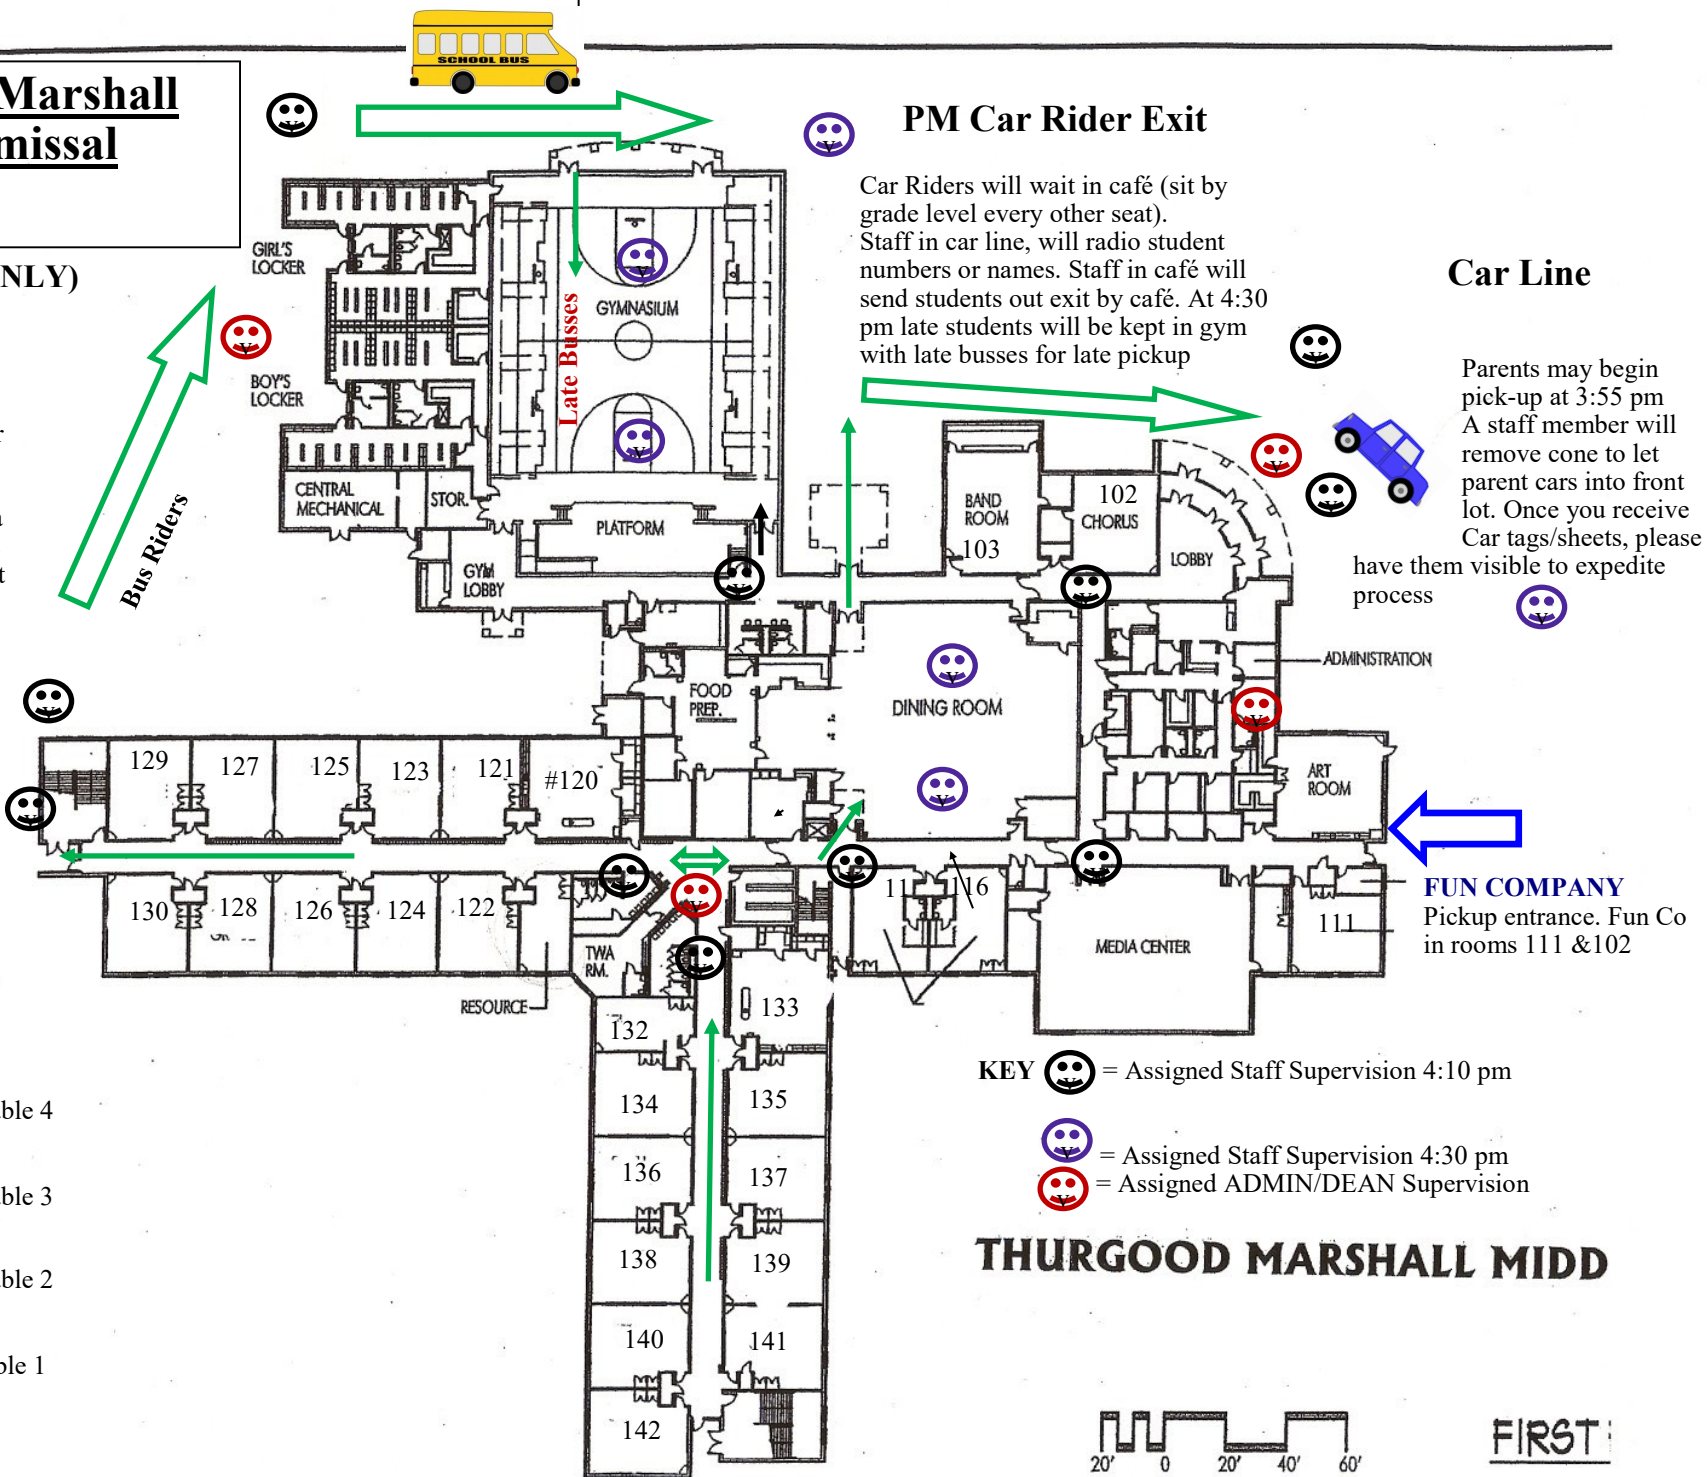 SCHOOL BUS
Marshall
missal
NLY)
PM Car Rider Exit
Car Riders will wait in café (sit by
grade level every other seat).
Staff in car line, will radio student
numbers or names. Staff in café will
send students out exit by café. At 4:30
pm late students will be kept in gym
with late busses for late pickup
Car Line
Parents may begin
pick-up at 3:55 pm
A staff member will
remove cone to let
parent cars into front
lot. Once you receive
Car tags/sheets, please
have them visible to expedite
process
GIRL'S
LOCKER
BOY'S
LOCKER
GYMNASIUM
Late Busses
Bus Riders
CENTRAL
MECHANICAL
STOR.
PLATFORM
GYM
LOBBY
BAND
ROOM
103
102
CHORUS
LOBBY
ADMINISTRATION
FOOD
PREP.
DINING ROOM
ART
ROOM
129
127
125
123
121
#120
130
128
126
124
122
TWA
RM.
RESOURCE
11
116
MEDIA CENTER
111
FUN COMPANY
Pickup entrance. Fun Co
in rooms 111 &102
132
133
134
135
136
137
138
139
140
141
142
r
a
t
ble 4
ble 3
ble 2
ble 1
KEY = Assigned Staff Supervision 4:10 pm
= Assigned Staff Supervision 4:30 pm
= Assigned ADMIN/DEAN Supervision
THURGOOD MARSHALL MIDD
20' 0 20' 40' 60'
FIRST